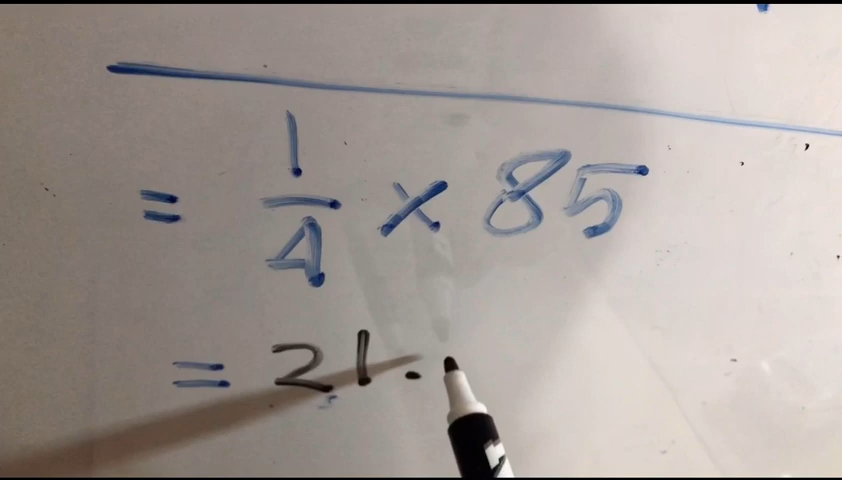 = 1/4 × 85
= 21.